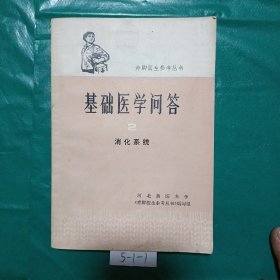 赤脚医生参考丛书
基础医学问答
2
消化系统
河北新医大学
《赤脚医生参考丛书》编写组
5-1-1